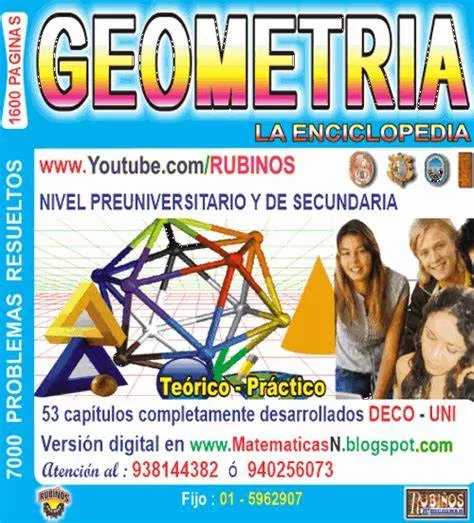 1600 PAGINAS
7000 PROBLEMAS RESUELTOS
GEOMETRIA
LA ENCICLOPEDIA
www.Youtube.com/RUBINOS
NIVEL PREUNIVERSITARIO Y DE SECUNDARIA
Teórico - Práctico
53 capítulos completamente desarrollados DECO - UNI
Versión digital en www.MatematicasN.blogspot.com
Atención al : 938144382 ó 940256073
RUBIÑOS
Fijo : 01 - 5962907
RUBIÑOS